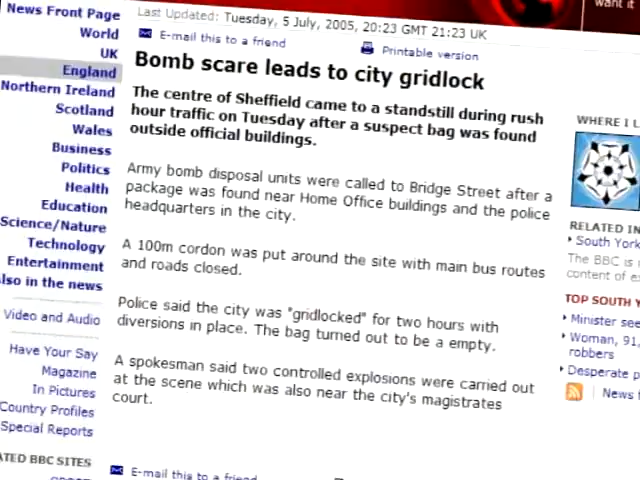 want it
News Front Page
World
UK
England
Northern Ireland
Scotland
Wales
Business
Politics
Health
Education
Science/Nature
Technology
Entertainment
lso in the news
Video and Audio
Have Your Say
Magazine
In Pictures
Country Profiles
Special Reports
ATED BBC SITES
Last Updated: Tuesday, 5 July, 2005, 20:23 GMT 21:23 UK
E-mail this to a friend
Printable version
Bomb scare leads to city gridlock
The centre of Sheffield came to a standstill during rush
hour traffic on Tuesday after a suspect bag was found
outside official buildings.
Army bomb disposal units were called to Bridge Street after a
package was found near Home Office buildings and the police
headquarters in the city.
A 100m cordon was put around the site with main bus routes
and roads closed.
Police said the city was "gridlocked" for two hours with
diversions in place. The bag turned out to be a empty.
A spokesman said two controlled explosions were carried out
at the scene which was also near the city's magistrates
court.
E-mail this to a friend
WHERE I L
RELATED IN
South York
The BBC is
content of ex
TOP SOUTH Y
Minister see
Woman, 91,
robbers
Desperate p
News f